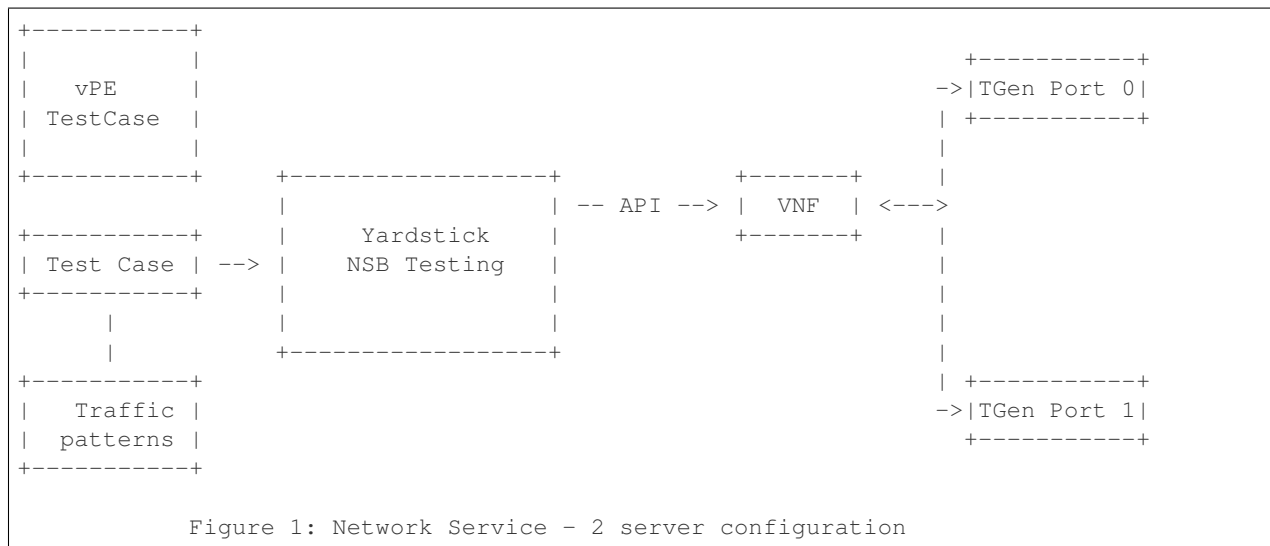 +-----------+
|           |                                                   +-----------+
|    vPE    |                                                 ->|TGen Port 0|
| TestCase  |                                                 | +-----------+
|           |                                                 |
+-----------+     +------------------+            +-------+   |
                  |                  | -- API --> |  VNF  | <--->
+-----------+     |     Yardstick    |            +-------+   |
| Test Case | --> |    NSB Testing   |                        |
+-----------+     |                  |                        |
      |           |                  |                        |
      |           +------------------+                        |
+-----------+                                                 | +-----------+
|   Traffic |                                                 ->|TGen Port 1|
|  patterns |                                                   +-----------+
+-----------+
Figure 1: Network Service - 2 server configuration